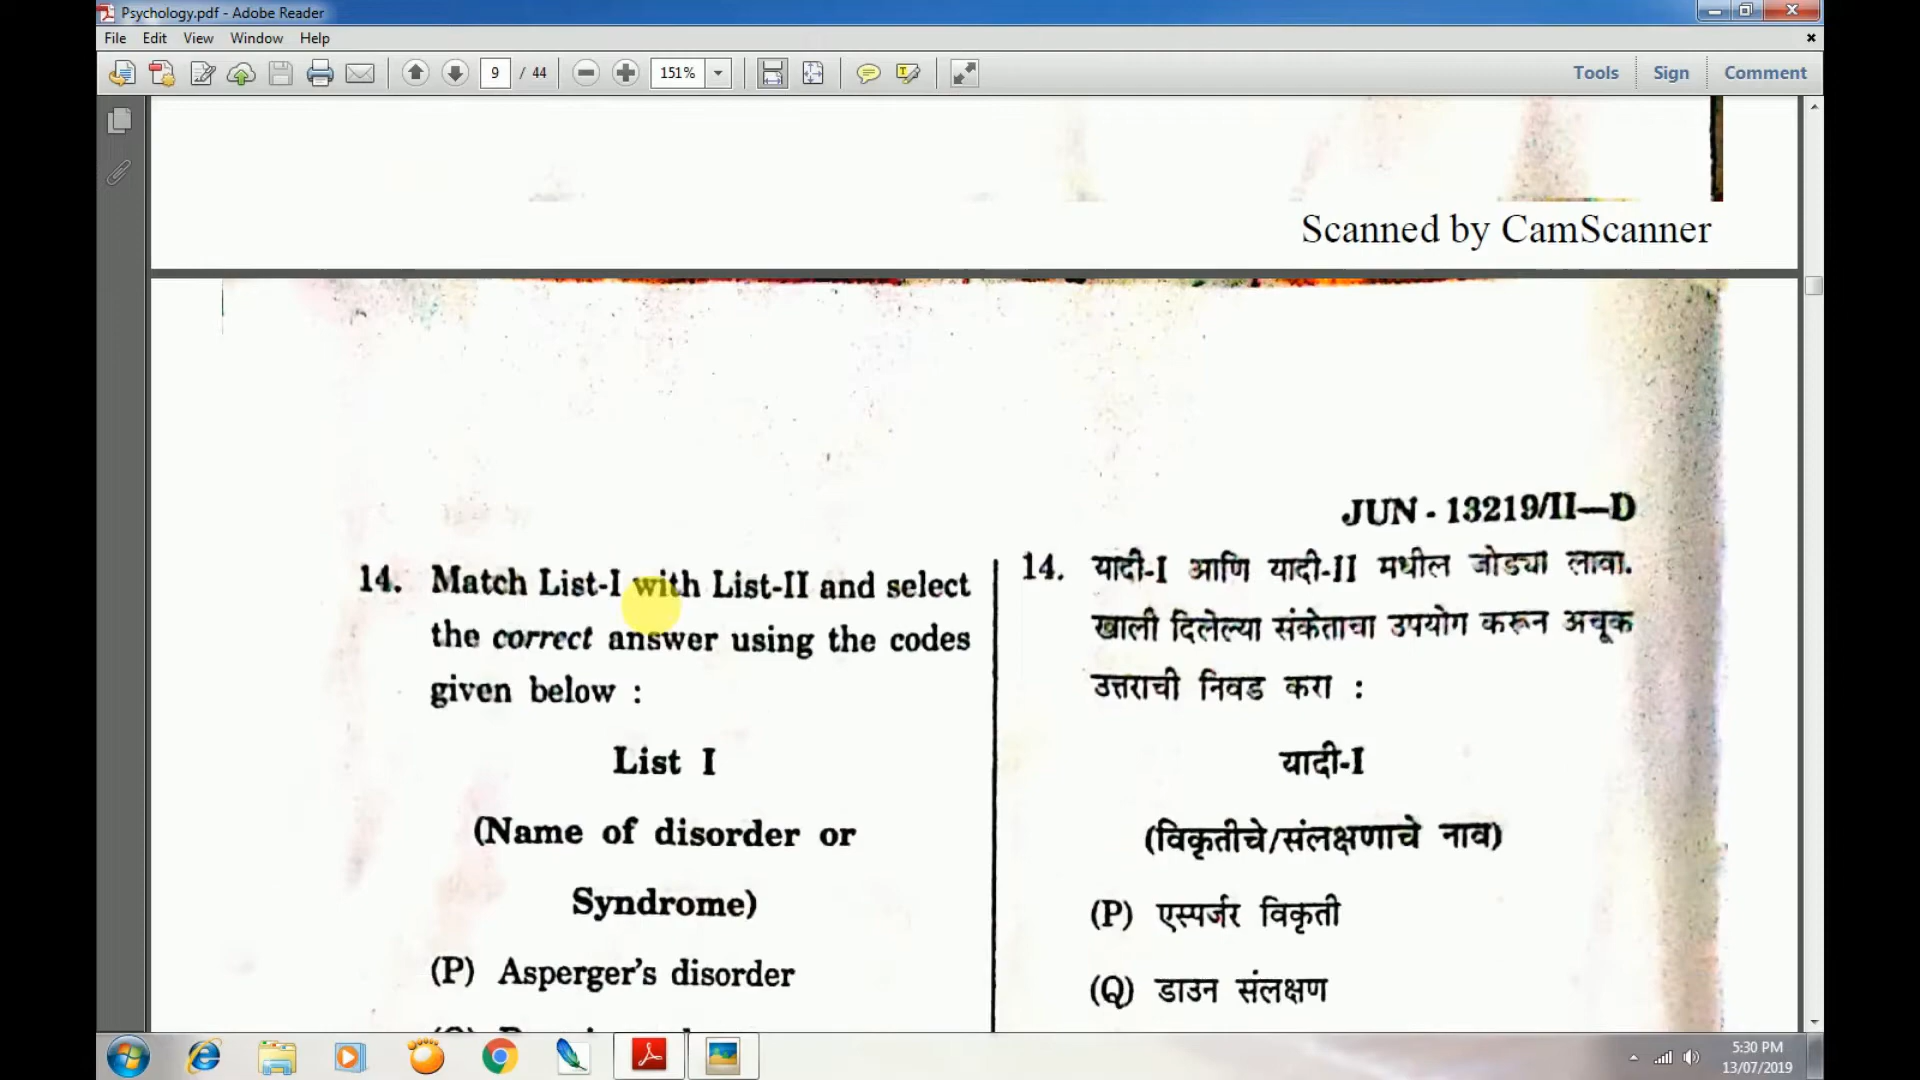 Psychology.pdf - Adobe Reader
File Edit View Window Help
9 / 44 151% Tools Sign Comment
Scanned by CamScanner
JUN - 13219/II—D
14. Match List-I with List-II and select
the correct answer using the codes
given below :
List I
(Name of disorder or
Syndrome)
(P) Asperger's disorder
14. यादी-I आणि यादी-II मधील जोड्या लावा.
खाली दिलेल्या संकेताचा उपयोग करून अचूक
उत्तराची निवड करा :
यादी-I
(विकृतीचे/संलक्षणाचे नाव)
(P) एस्पर्जर विकृती
(Q) डाउन संलक्षण
5:30 PM
13/07/2019